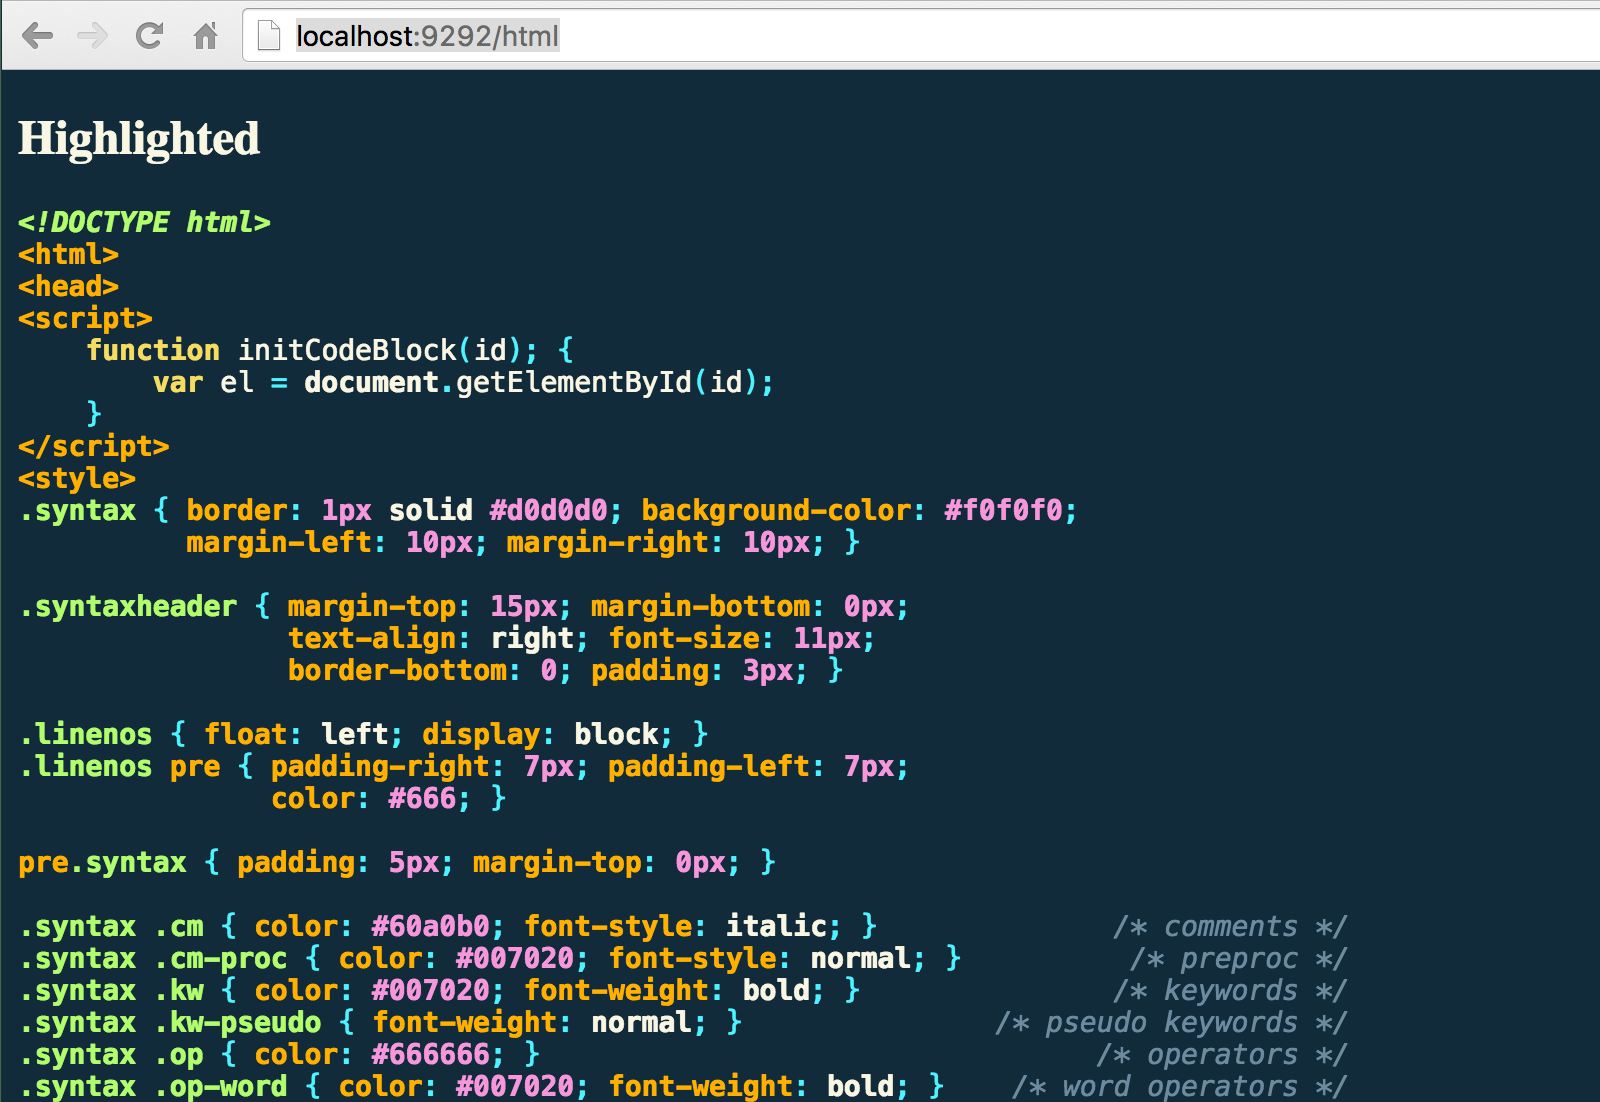 localhost:9292/html
Highlighted
<!DOCTYPE html>
<html>
<head>
<script>
    function initCodeBlock(id); {
        var el = document.getElementById(id);
    }
</script>
<style>
.syntax { border: 1px solid #d0d0d0; background-color: #f0f0f0;
          margin-left: 10px; margin-right: 10px; }
.syntaxheader { margin-top: 15px; margin-bottom: 0px;
                text-align: right; font-size: 11px;
                border-bottom: 0; padding: 3px; }
.linenos { float: left; display: block; }
.linenos pre { padding-right: 7px; padding-left: 7px;
               color: #666; }
pre.syntax { padding: 5px; margin-top: 0px; }
.syntax .cm { color: #60a0b0; font-style: italic; }              /* comments */
.syntax .cm-proc { color: #007020; font-style: normal; }          /* preproc */
.syntax .kw { color: #007020; font-weight: bold; }               /* keywords */
.syntax .kw-pseudo { font-weight: normal; }               /* pseudo keywords */
.syntax .op { color: #666666; }                                 /* operators */
.syntax .op-word { color: #007020; font-weight: bold; }    /* word operators */